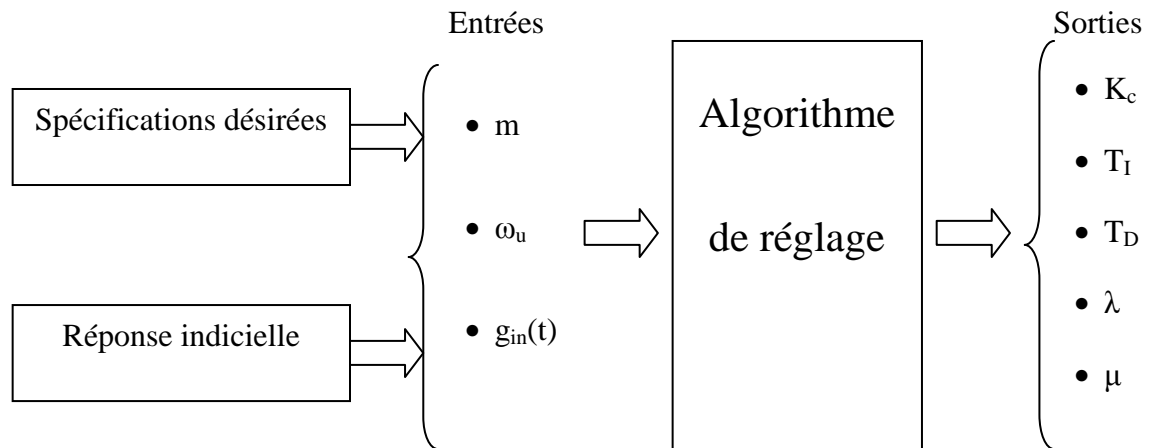 Entrées
Sorties
Spécifications désirées
Réponse indicielle
• m
• ωu
• gin(t)
Algorithme
de réglage
• Kc
• TI
• TD
• λ
• μ